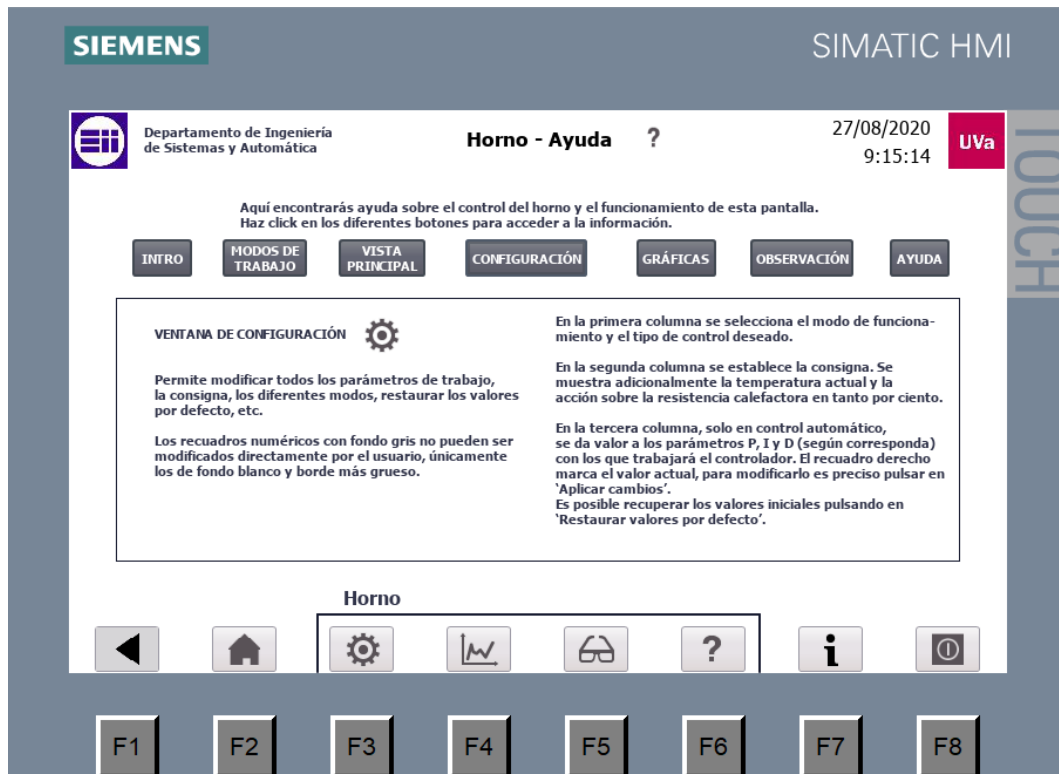 SIEMENS
SIMATIC HMI
TOUCH
Departamento de Ingeniería
de Sistemas y Automática
Horno - Ayuda ?
27/08/2020
9:15:14
UVa
Aquí encontrarás ayuda sobre el control del horno y el funcionamiento de esta pantalla.
Haz click en los diferentes botones para acceder a la información.
INTRO
MODOS DE
TRABAJO
VISTA
PRINCIPAL
CONFIGURACIÓN
GRÁFICAS
OBSERVACIÓN
AYUDA
VENTANA DE CONFIGURACIÓN
Permite modificar todos los parámetros de trabajo,
la consigna, los diferentes modos, restaurar los valores
por defecto, etc.
Los recuadros numéricos con fondo gris no pueden ser
modificados directamente por el usuario, únicamente
los de fondo blanco y borde más grueso.
En la primera columna se selecciona el modo de funciona-
miento y el tipo de control deseado.
En la segunda columna se establece la consigna. Se
muestra adicionalmente la temperatura actual y la
acción sobre la resistencia calefactora en tanto por ciento.
En la tercera columna, solo en control automático,
se da valor a los parámetros P, I y D (según corresponda)
con los que trabajará el controlador. El recuadro derecho
marca el valor actual, para modificarlo es preciso pulsar en
'Aplicar cambios'.
Es posible recuperar los valores iniciales pulsando en
'Restaurar valores por defecto'.
Horno
?
i
F1
F2
F3
F4
F5
F6
F7
F8